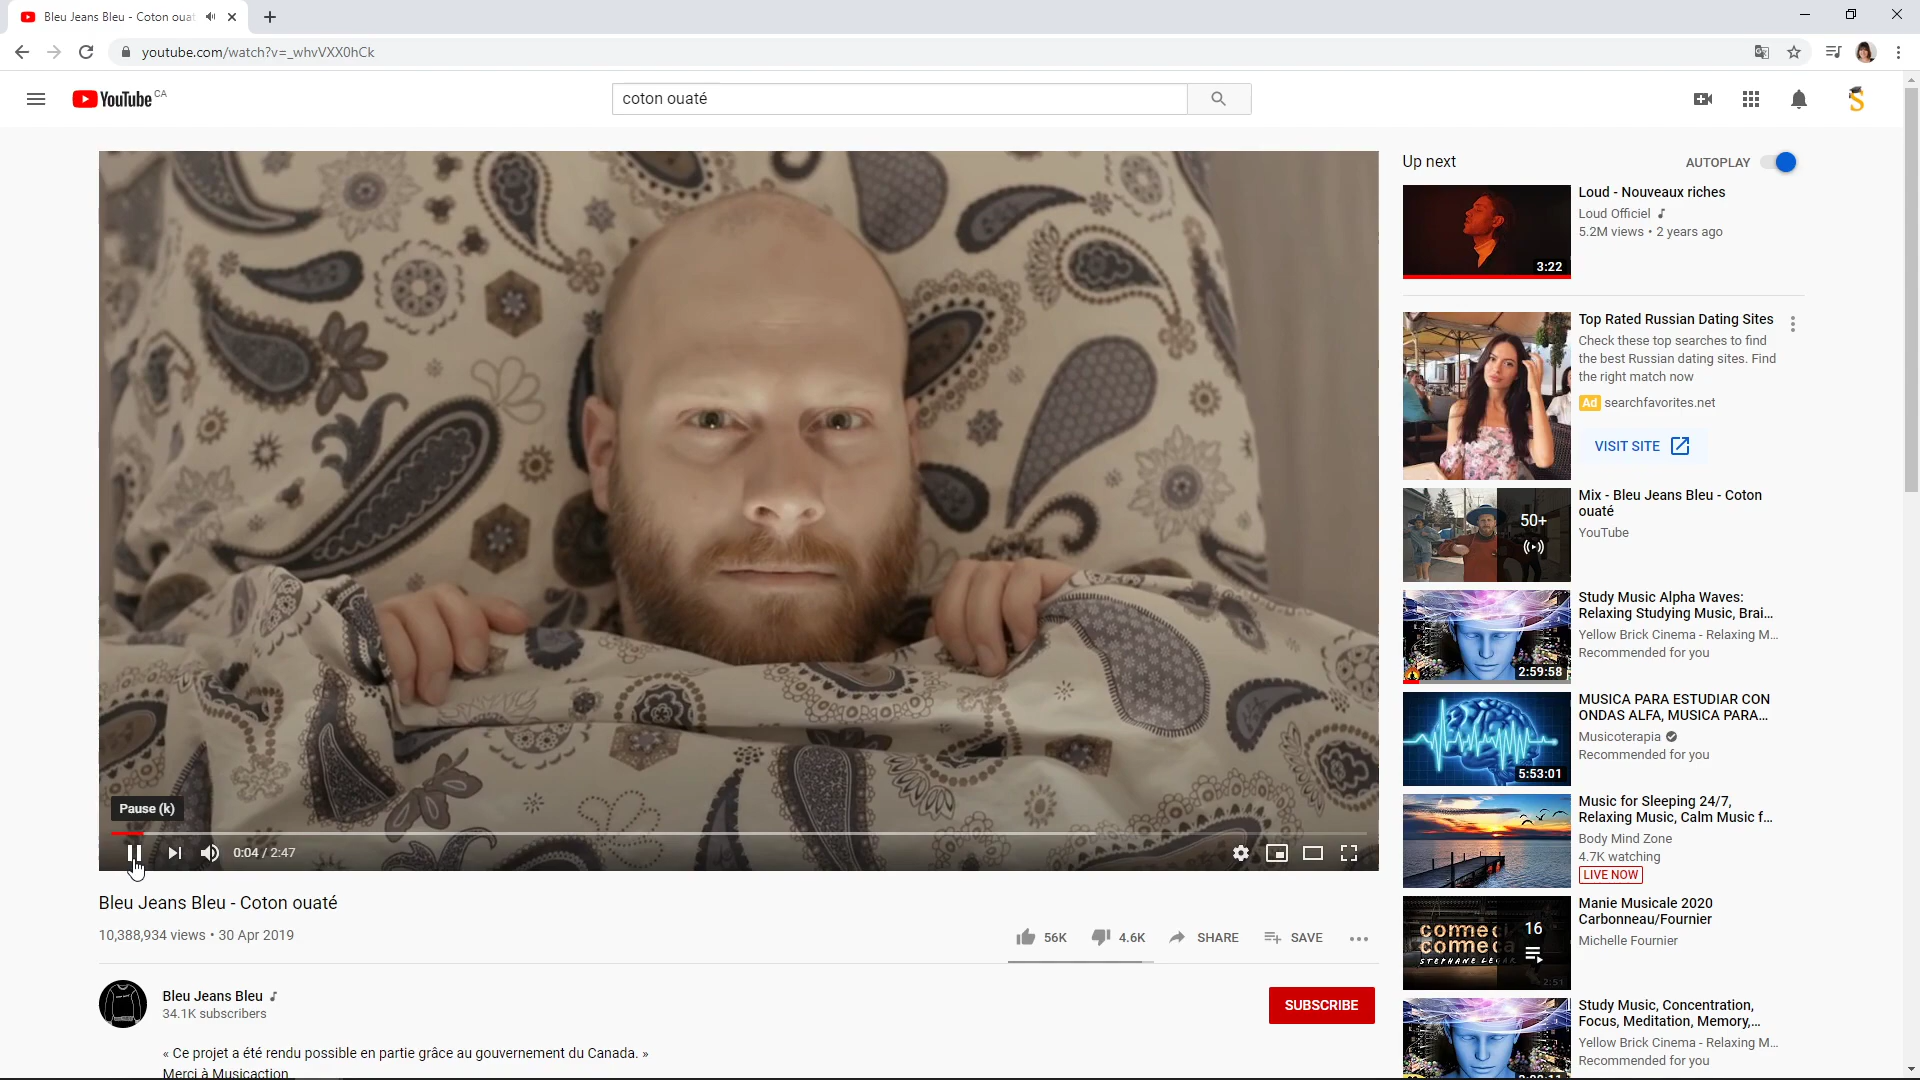 Bleu Jeans Bleu - Coton ouat
youtube.com/watch?v=_whvVXX0hCk
YouTube CA
coton ouaté
Pause (k)
0:04 / 2:47
Bleu Jeans Bleu - Coton ouaté
10,388,934 views • 30 Apr 2019
56K
4.6K
SHARE
SAVE
Bleu Jeans Bleu
34.1K subscribers
SUBSCRIBE
« Ce projet a été rendu possible en partie grâce au gouvernement du Canada. »
Merci à Musicaction
Up next
AUTOPLAY
3:22
Loud - Nouveaux riches
Loud Officiel
5.2M views • 2 years ago
Top Rated Russian Dating Sites
Check these top searches to find
the best Russian dating sites. Find
the right match now
Ad searchfavorites.net
VISIT SITE
50+
Mix - Bleu Jeans Bleu - Coton
ouaté
YouTube
2:59:58
Study Music Alpha Waves:
Relaxing Studying Music, Brai...
Yellow Brick Cinema - Relaxing M...
Recommended for you
5:53:01
MUSICA PARA ESTUDIAR CON
ONDAS ALFA, MUSICA PARA...
Musicoterapia
Recommended for you
Music for Sleeping 24/7,
Relaxing Music, Calm Music f...
Body Mind Zone
4.7K watching
LIVE NOW
16
2:51
Manie Musicale 2020
Carbonneau/Fournier
Michelle Fournier
Study Music, Concentration,
Focus, Meditation, Memory,...
Yellow Brick Cinema - Relaxing M...
Recommended for you